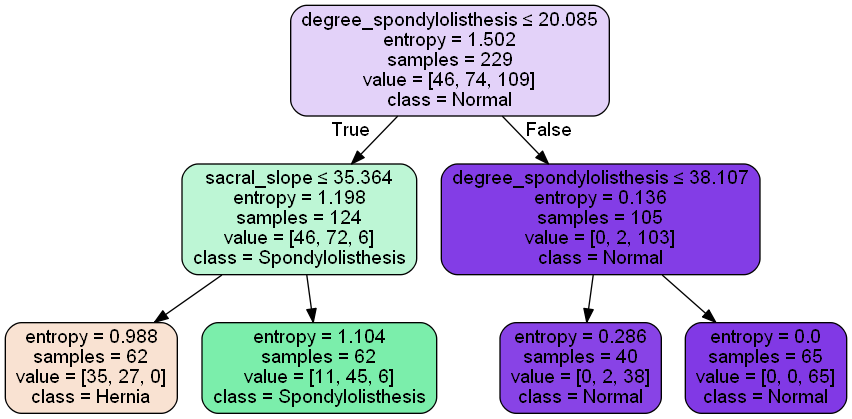 degree_spondylolisthesis ≤ 20.085
entropy = 1.502
samples = 229
value = [46, 74, 109]
class = Normal
True
False
sacral_slope ≤ 35.364
entropy = 1.198
samples = 124
value = [46, 72, 6]
class = Spondylolisthesis
degree_spondylolisthesis ≤ 38.107
entropy = 0.136
samples = 105
value = [0, 2, 103]
class = Normal
entropy = 0.988
samples = 62
value = [35, 27, 0]
class = Hernia
entropy = 1.104
samples = 62
value = [11, 45, 6]
class = Spondylolisthesis
entropy = 0.286
samples = 40
value = [0, 2, 38]
class = Normal
entropy = 0.0
samples = 65
value = [0, 0, 65]
class = Normal